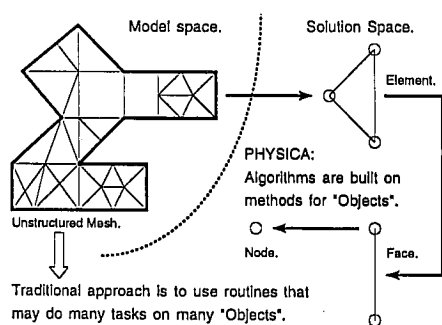 Model space.
Solution Space.
Element.
PHYSICA:
Algorithms are built on
methods for "Objects".
Unstructured Mesh.
Node.
Face.
Traditional approach is to use routines that
may do many tasks on many "Objects".